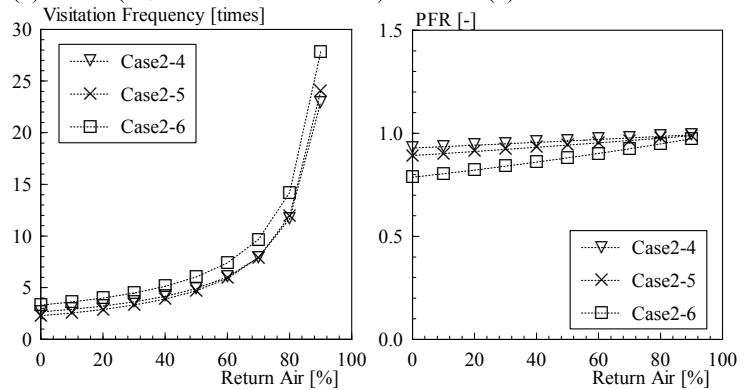 Visitation Frequency [times]
30
25
20
15
10
5
0
0 20 40 60 80 100
Return Air [%]
Case2-4
Case2-5
Case2-6
PFR [-]
1.5
1.0
0.5
0.0
0 20 40 60 80 100
Return Air [%]
Case2-4
Case2-5
Case2-6